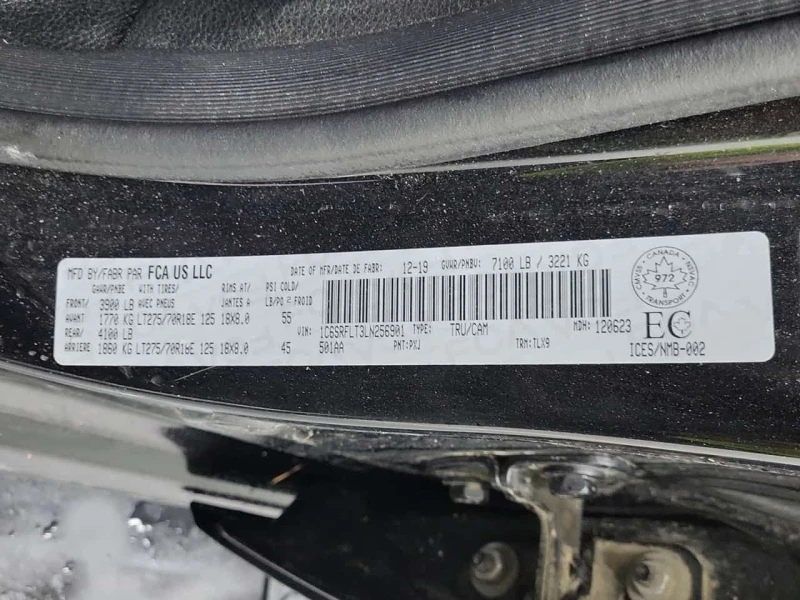 MFD BY/FABR PAR FCA US LLC DATE OF MFR/DATE DE FABR: 12-19 GVWR/PNBV: 7100 LB / 3221 KG
GAWR/PNBE WITH TIRES/ RIMS AT/ PSI COLD/
FRONT/ 3900 LB AVEC PNEUS JANTES A LB/PO² FROID
AVANT 1770 KG LT275/70R18E 125 18X8.0 55
REAR/ 4100 LB
ARRIERE 1860 KG LT275/70R18E 125 18X8.0 45
VIN: 1C6SRFLT3LN256901 TYPE: TRU/CAM MDH: 120623
501AA PNT: PXJ TRM: TLX9
CANADA
CMVSS NSVAC
972
TRANSPORT
EC
ICES/NMB-002